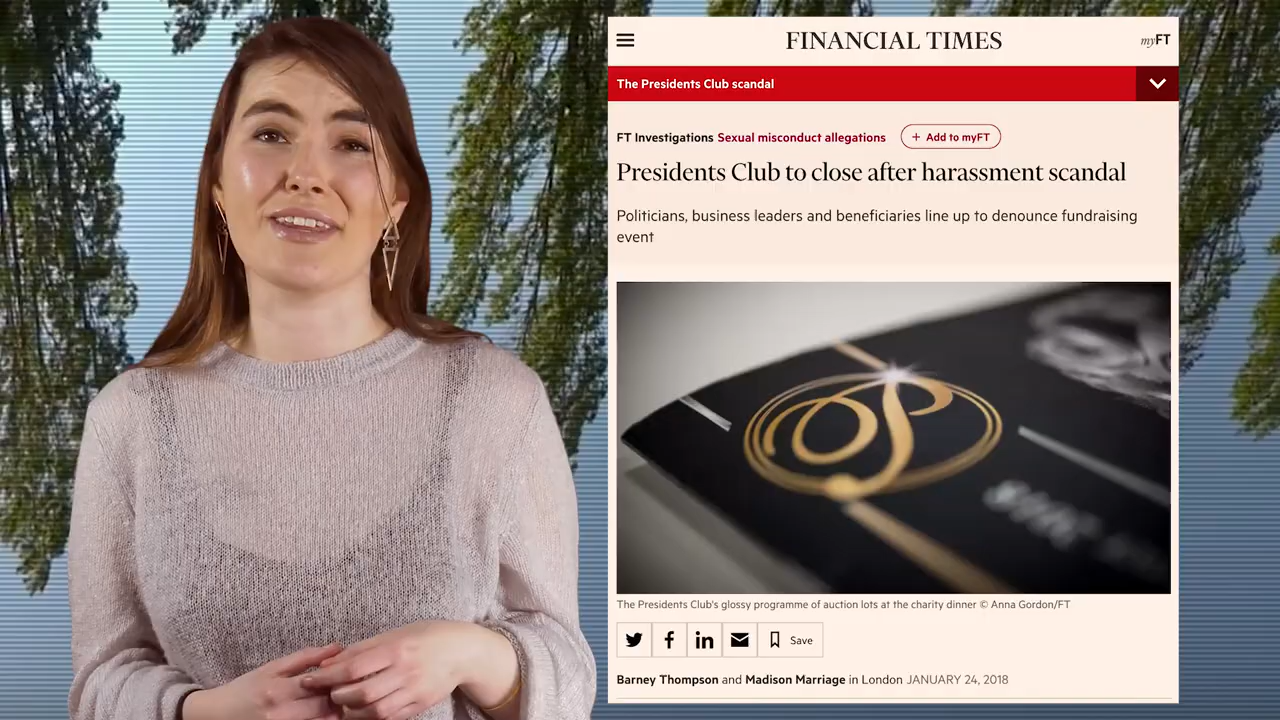 FINANCIAL TIMES
myFT
The Presidents Club scandal
FT Investigations Sexual misconduct allegations + Add to myFT
Presidents Club to close after harassment scandal
Politicians, business leaders and beneficiaries line up to denounce fundraising
event
The Presidents Club's glossy programme of auction lots at the charity dinner © Anna Gordon/FT
Save
Barney Thompson and Madison Marriage in London JANUARY 24, 2018